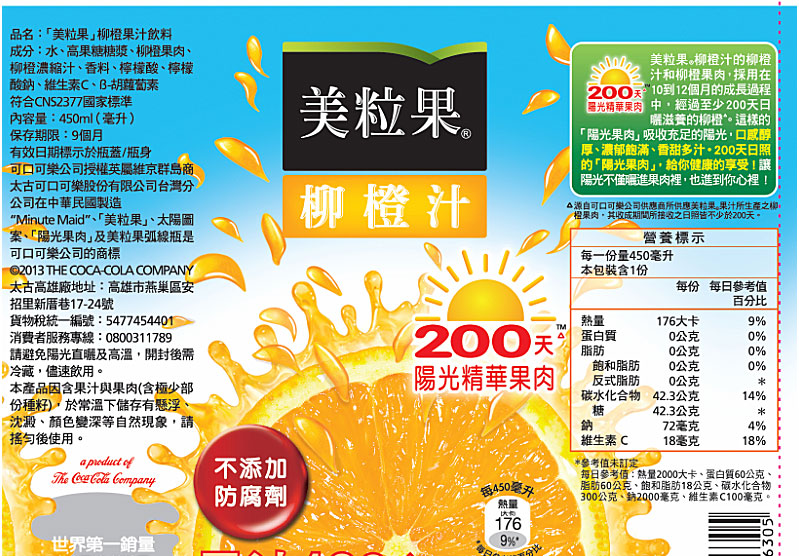 品名：「美粒果」柳橙果汁飲料
成分：水、高果糖糖漿、柳橙果肉、
柳橙濃縮汁、香料、檸檬酸、檸檬
酸鈉、維生素C、ß-胡蘿蔔素
符合CNS2377國家標準
內容量：450ml（毫升）
保存期限：9個月
有效日期標示於瓶蓋/瓶身
可口可樂公司授權英屬維京群島商
太古可口可樂股份有限公司台灣分
公司在中華民國製造
“Minute Maid”、「美粒果」、太陽圖
案、「陽光果肉」及美粒果弧線瓶是
可口可樂公司的商標
©2013 THE COCA-COLA COMPANY
太古高雄廠地址：高雄市燕巢區安
招里新厝巷17-24號
貨物稅統一編號：5477454401
消費者服務專線：0800311789
請避免陽光直曬及高溫，開封後需
冷藏，儘速飲用。
本產品因含果汁與果肉(含極少部
份種籽)，於常溫下儲存有懸浮、
沈澱、顏色變深等自然現象，請
搖勻後使用。
a product of
The Coca-Cola Company
世界第一銷量
美粒果®
柳橙汁
200天™△
陽光精華果肉
不添加
防腐劑
每450毫升
熱量
(大卡)
176
9%*
200天™
陽光精華果肉
美粒果®柳橙汁的柳橙
汁和柳橙果肉，採用在
10到12個月的成長過程
中，經過至少200天日
曬滋養的柳橙△。這樣的
「陽光果肉」吸收充足的陽光，口感醇
厚、濃郁飽滿、香甜多汁。200天日照
的「陽光果肉」，給你健康的享受！讓
陽光不僅曬進果肉裡，也進到你心裡！
△源自可口可樂公司供應商所供應美粒果®果汁所生產之柳
橙果肉，其收成期間所接收之日照皆不少於200天。
營養標示
每一份量450毫升
本包裝含1份
每份 每日參考值
百分比
熱量 176大卡 9%
蛋白質 0公克 0%
脂肪 0公克 0%
飽和脂肪 0公克 0%
反式脂肪 0公克 *
碳水化合物 42.3公克 14%
糖 42.3公克 *
鈉 72毫克 4%
維生素 C 18毫克 18%
*參考值未訂定
每日參考值：熱量2000大卡、蛋白質60公克、
脂肪60公克、飽和脂肪18公克、碳水化合物
300公克、鈉2000毫克、維生素C100毫克。
6305